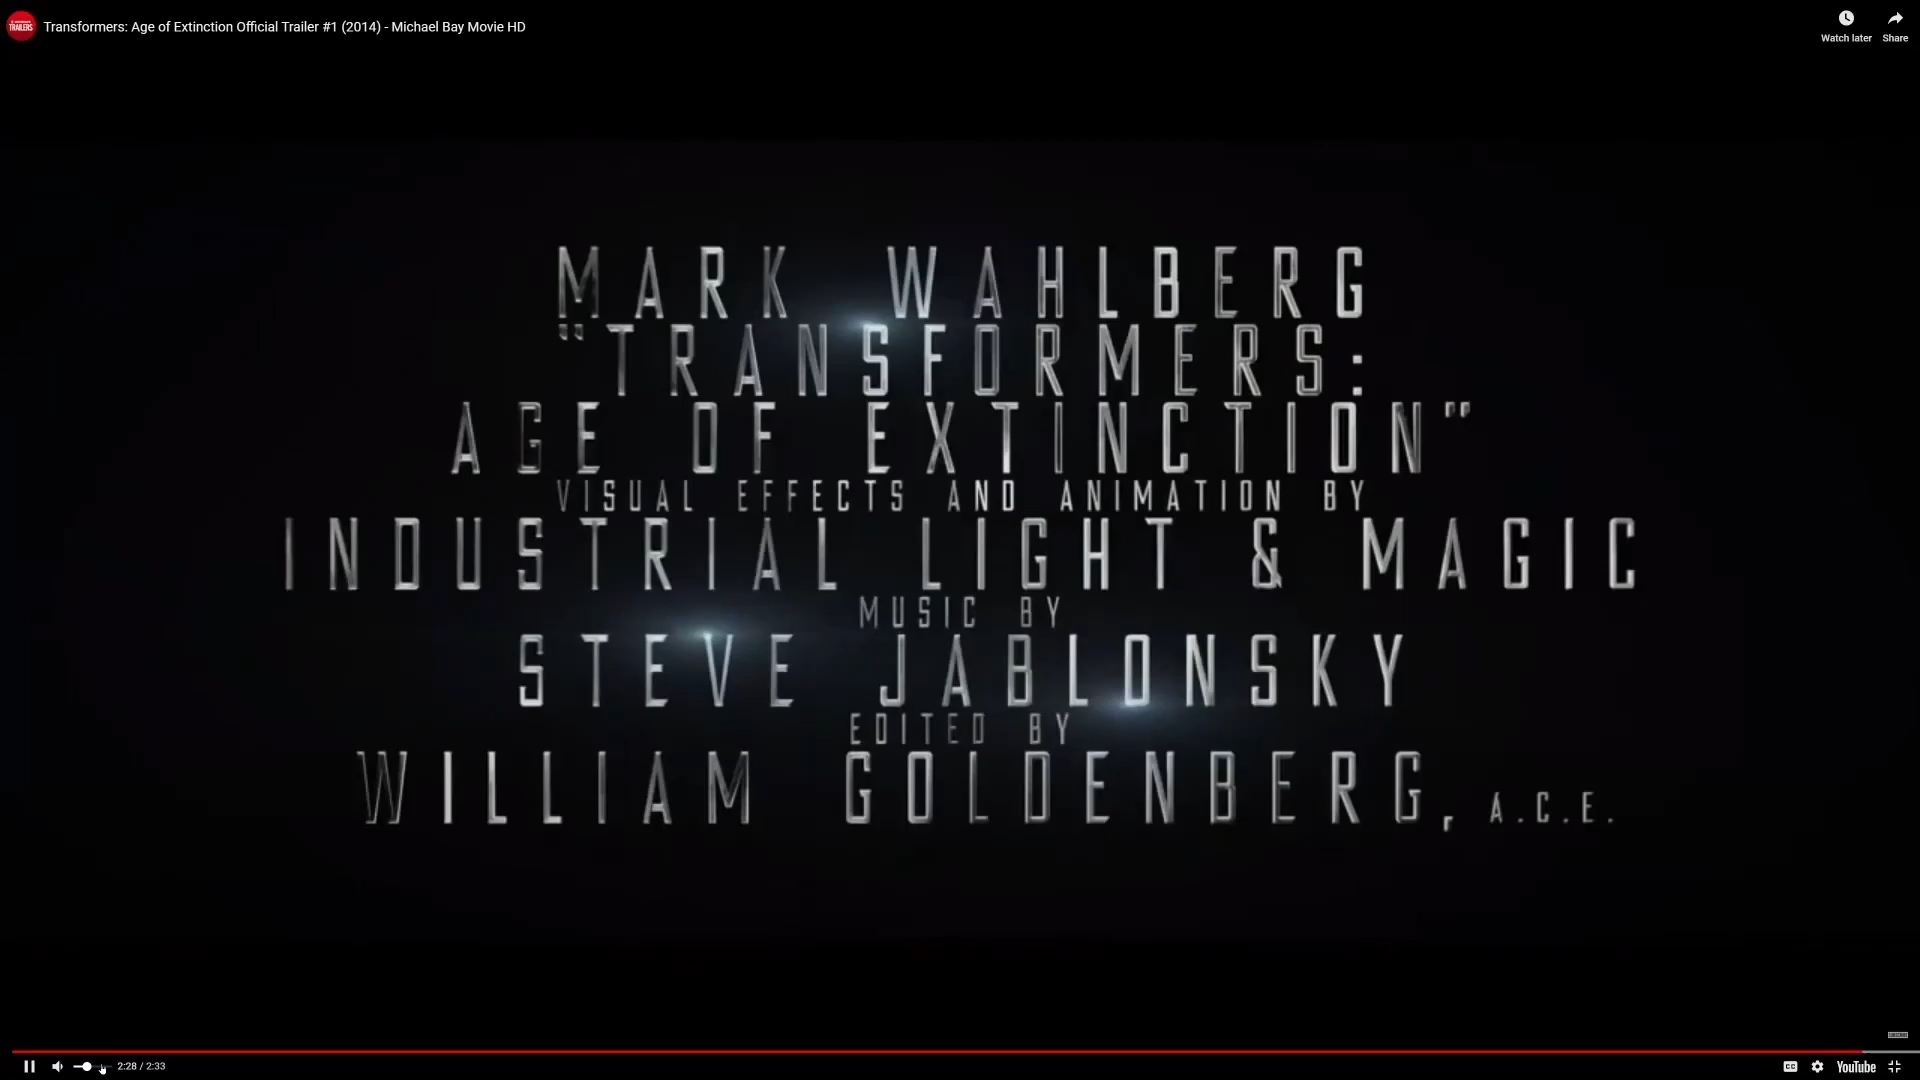 Transformers: Age of Extinction Official Trailer #1 (2014) - Michael Bay Movie HD
Watch later
Share
TRAILERS
MARK WAHLBERG
"TRANSFORMERS:
AGE OF EXTINCTION"
VISUAL EFFECTS AND ANIMATION BY
INDUSTRIAL LIGHT & MAGIC
MUSIC BY
STEVE JABLONSKY
EDITED BY
WILLIAM GOLDENBERG, A.C.E.
2:28 / 2:33
CC
YouTube